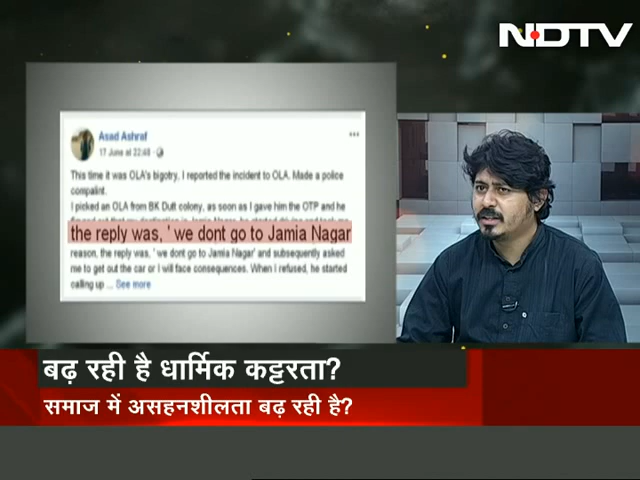 NDTV
Asad Ashraf
17 June at 22:48
This time it was OLA's bigotry, I reported the incident to OLA. Made a police
compalint.
I picked an OLA from BK Dutt colony, as soon as I gave him the OTP and he
the reply was, ' we dont go to Jamia Nagar
reason, the reply was, 'we dont go to Jamia Nagar' and subsequently asked
me to get out the car or I will face consequences. When I refused, he started
calling up ... See more
बढ़ रही है धार्मिक कट्टरता?
समाज में असहनशीलता बढ़ रही है?